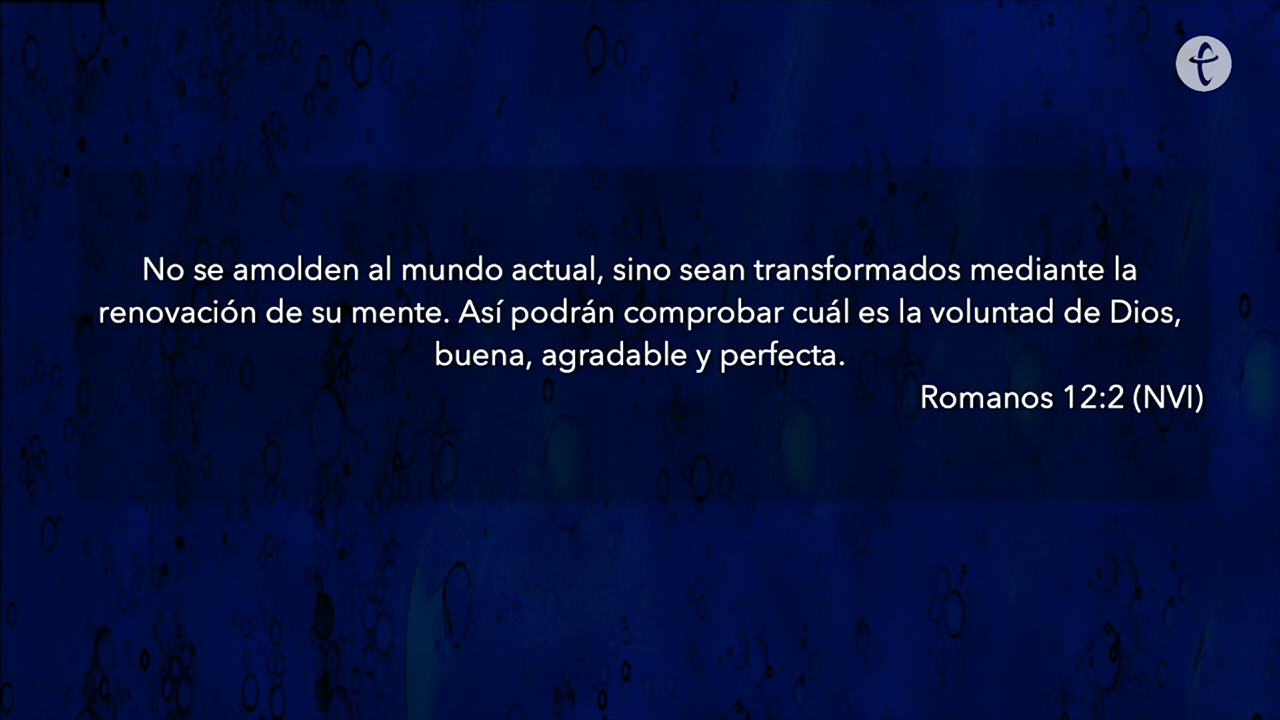 No se amolden al mundo actual, sino sean transformados mediante la
renovación de su mente. Así podrán comprobar cuál es la voluntad de Dios,
buena, agradable y perfecta.
Romanos 12:2 (NVI)